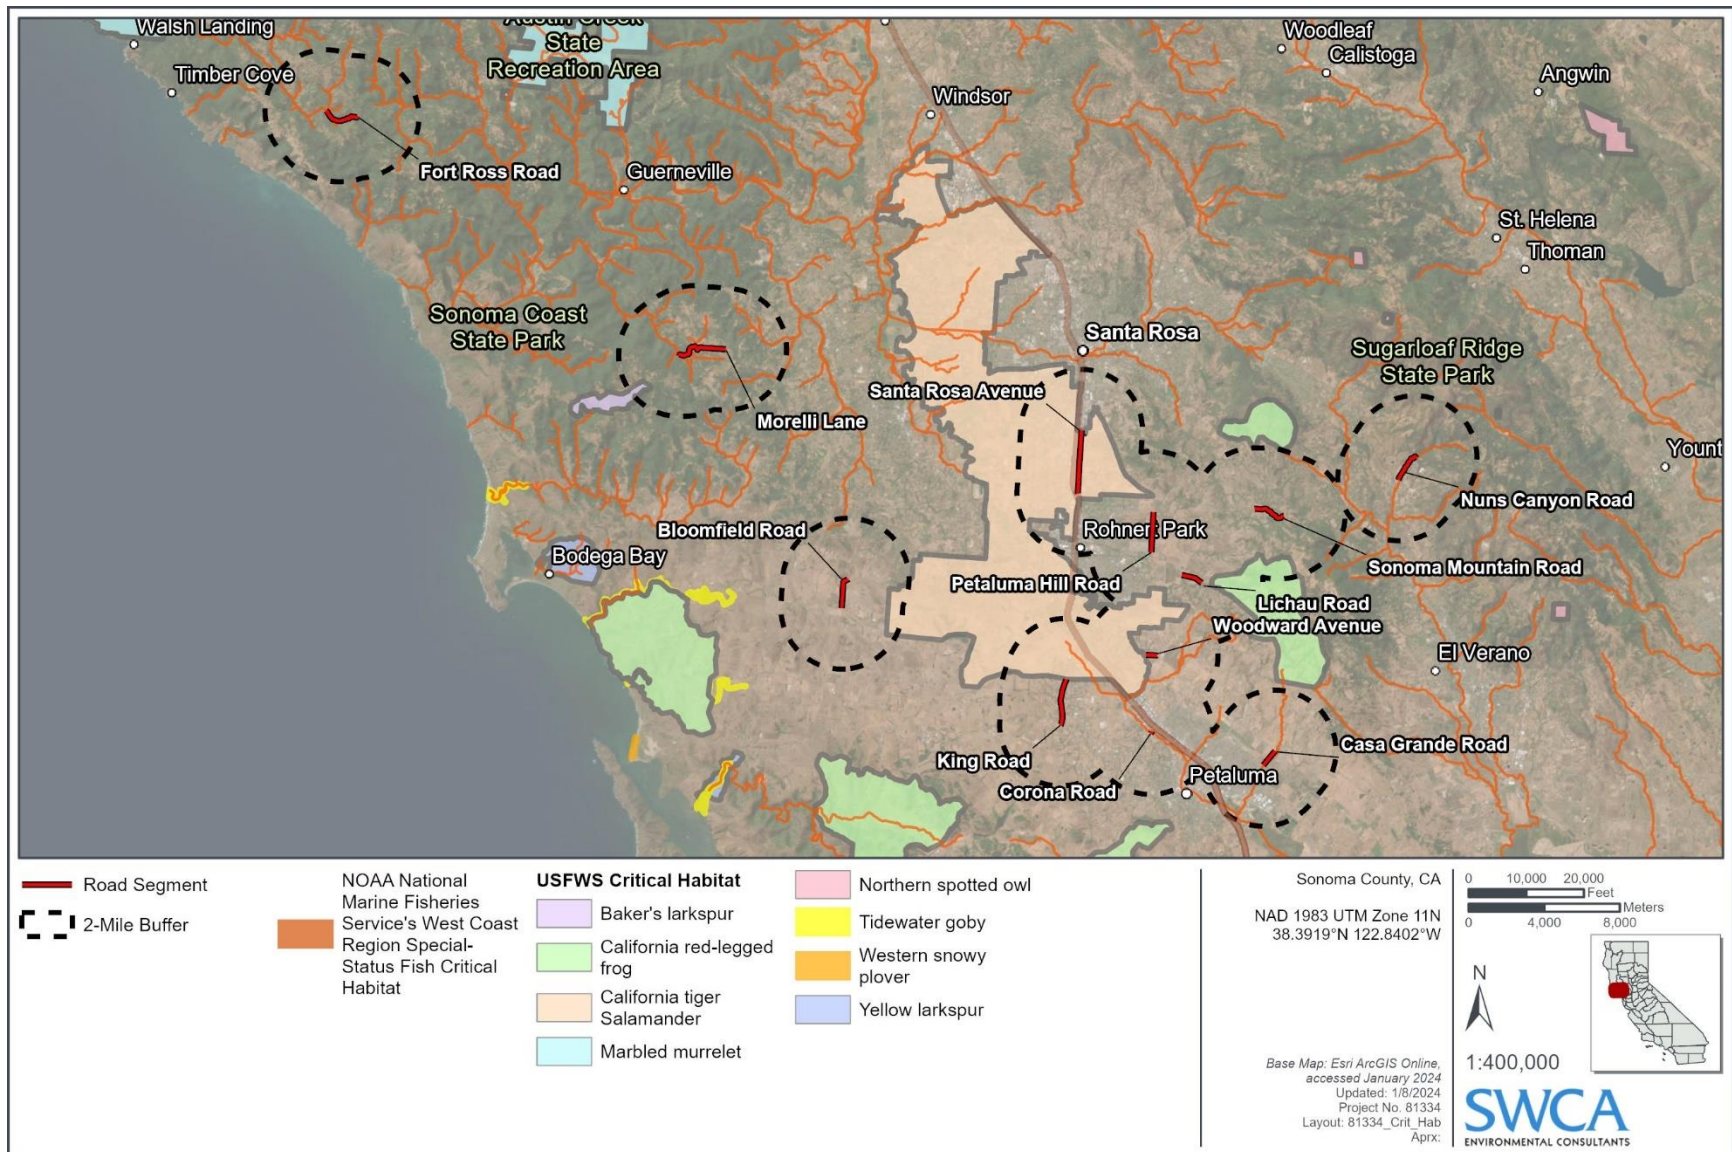 Walsh Landing
Timber Cove
Austin Creek
State
Recreation Area
Woodleaf
Calistoga
Angwin
Windsor
Fort Ross Road
Guerneville
St. Helena
Thoman
Sonoma Coast
State Park
Santa Rosa
Sugarloaf Ridge
State Park
Santa Rosa Avenue
Morelli Lane
Yount
Nuns Canyon Road
Bloomfield Road
Rohnert Park
Bodega Bay
Sonoma Mountain Road
Petaluma Hill Road
Lichau Road
Woodward Avenue
El Verano
King Road
Casa Grande Road
Corona Road
Petaluma
Road Segment
2-Mile Buffer
NOAA National
Marine Fisheries
Service's West Coast
Region Special-
Status Fish Critical
Habitat
USFWS Critical Habitat
Baker's larkspur
California red-legged
frog
California tiger
Salamander
Marbled murrelet
Northern spotted owl
Tidewater goby
Western snowy
plover
Yellow larkspur
Sonoma County, CA
NAD 1983 UTM Zone 11N
38.3919°N 122.8402°W
Base Map: Esri ArcGIS Online,
accessed January 2024
Updated: 1/8/2024
Project No. 81334
Layout: 81334_Crit_Hab
Aprx:
0 10,000 20,000
Feet
Meters
0 4,000 8,000
N
1:400,000
SWCA
ENVIRONMENTAL CONSULTANTS